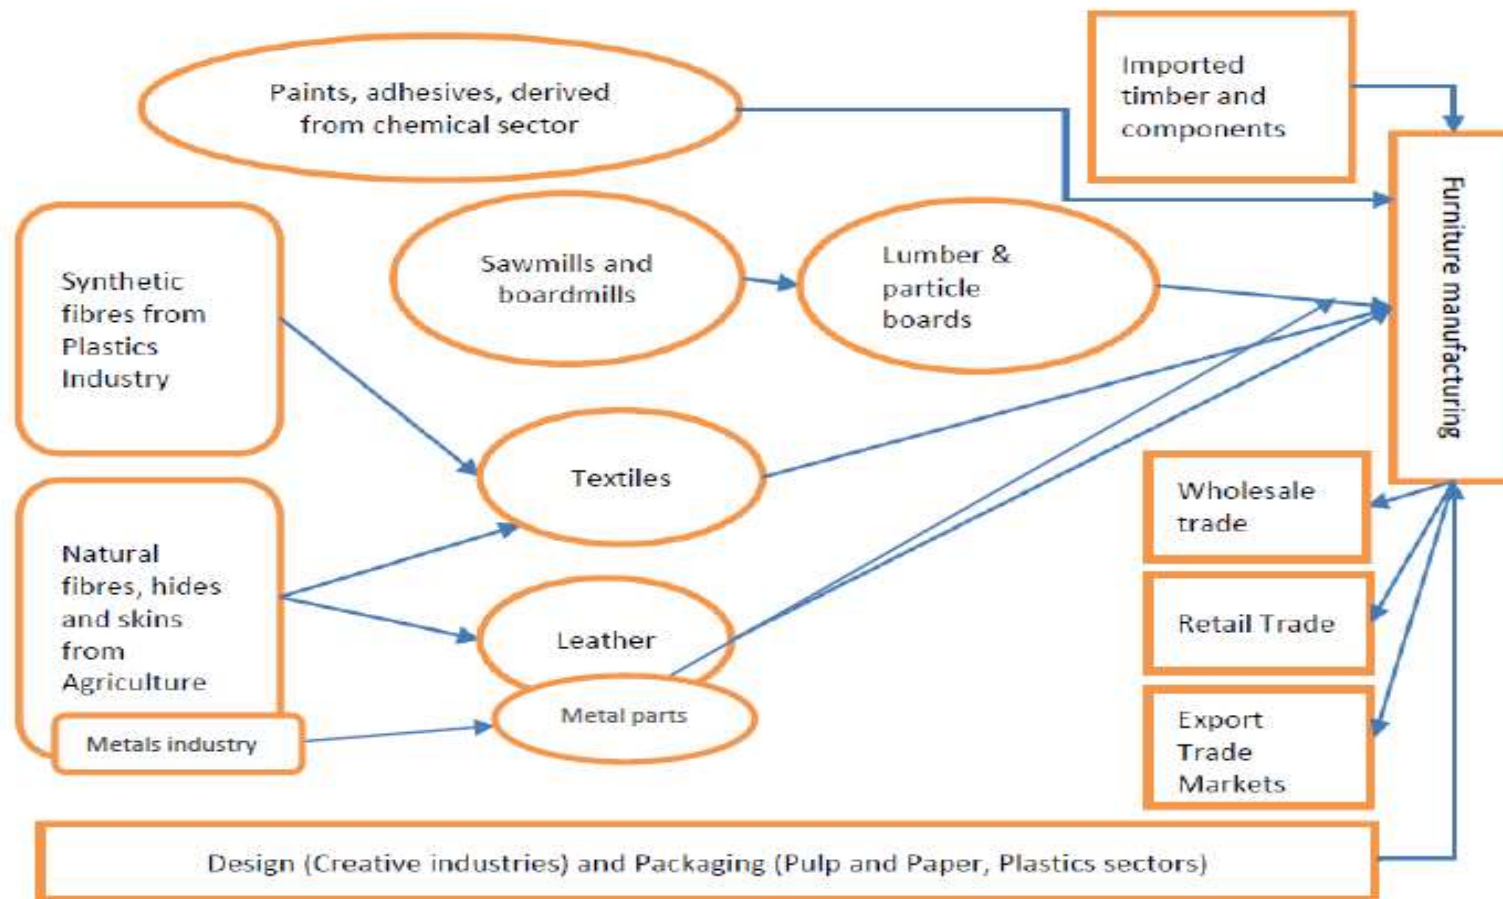 Paints, adhesives, derived
from chemical sector
Imported
timber and
components
Furniture manufacturing
Synthetic
fibres from
Plastics
Industry
Sawmills and
boardmills
Lumber &
particle
boards
Textiles
Wholesale
trade
Natural
fibres, hides
and skins
from
Agriculture
Leather
Retail Trade
Metal parts
Metals industry
Export
Trade
Markets
Design (Creative industries) and Packaging (Pulp and Paper, Plastics sectors)